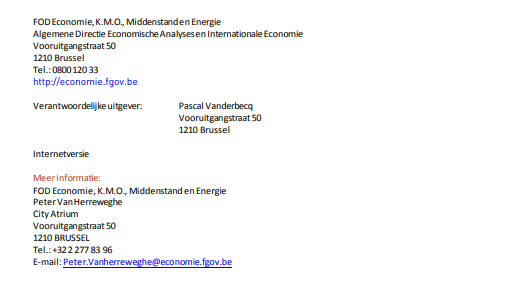 FOD Economie, K.M.O., Middenstand en Energie
Algemene Directie Economische Analyses en Internationale Economie
Vooruitgangstraat 50
1210 Brussel
Tel.: 0800 120 33
http://economie.fgov.be
Verantwoordelijke uitgever: Pascal Vanderbecq
Vooruitgangstraat 50
1210 Brussel
Internetversie
Meer informatie:
FOD Economie, K.M.O., Middenstand en Energie
Peter Van Herreweghe
City Atrium
Vooruitgangstraat 50
1210 BRUSSEL
Tel.: +32 2 277 83 96
E-mail: Peter.Vanherreweghe@economie.fgov.be